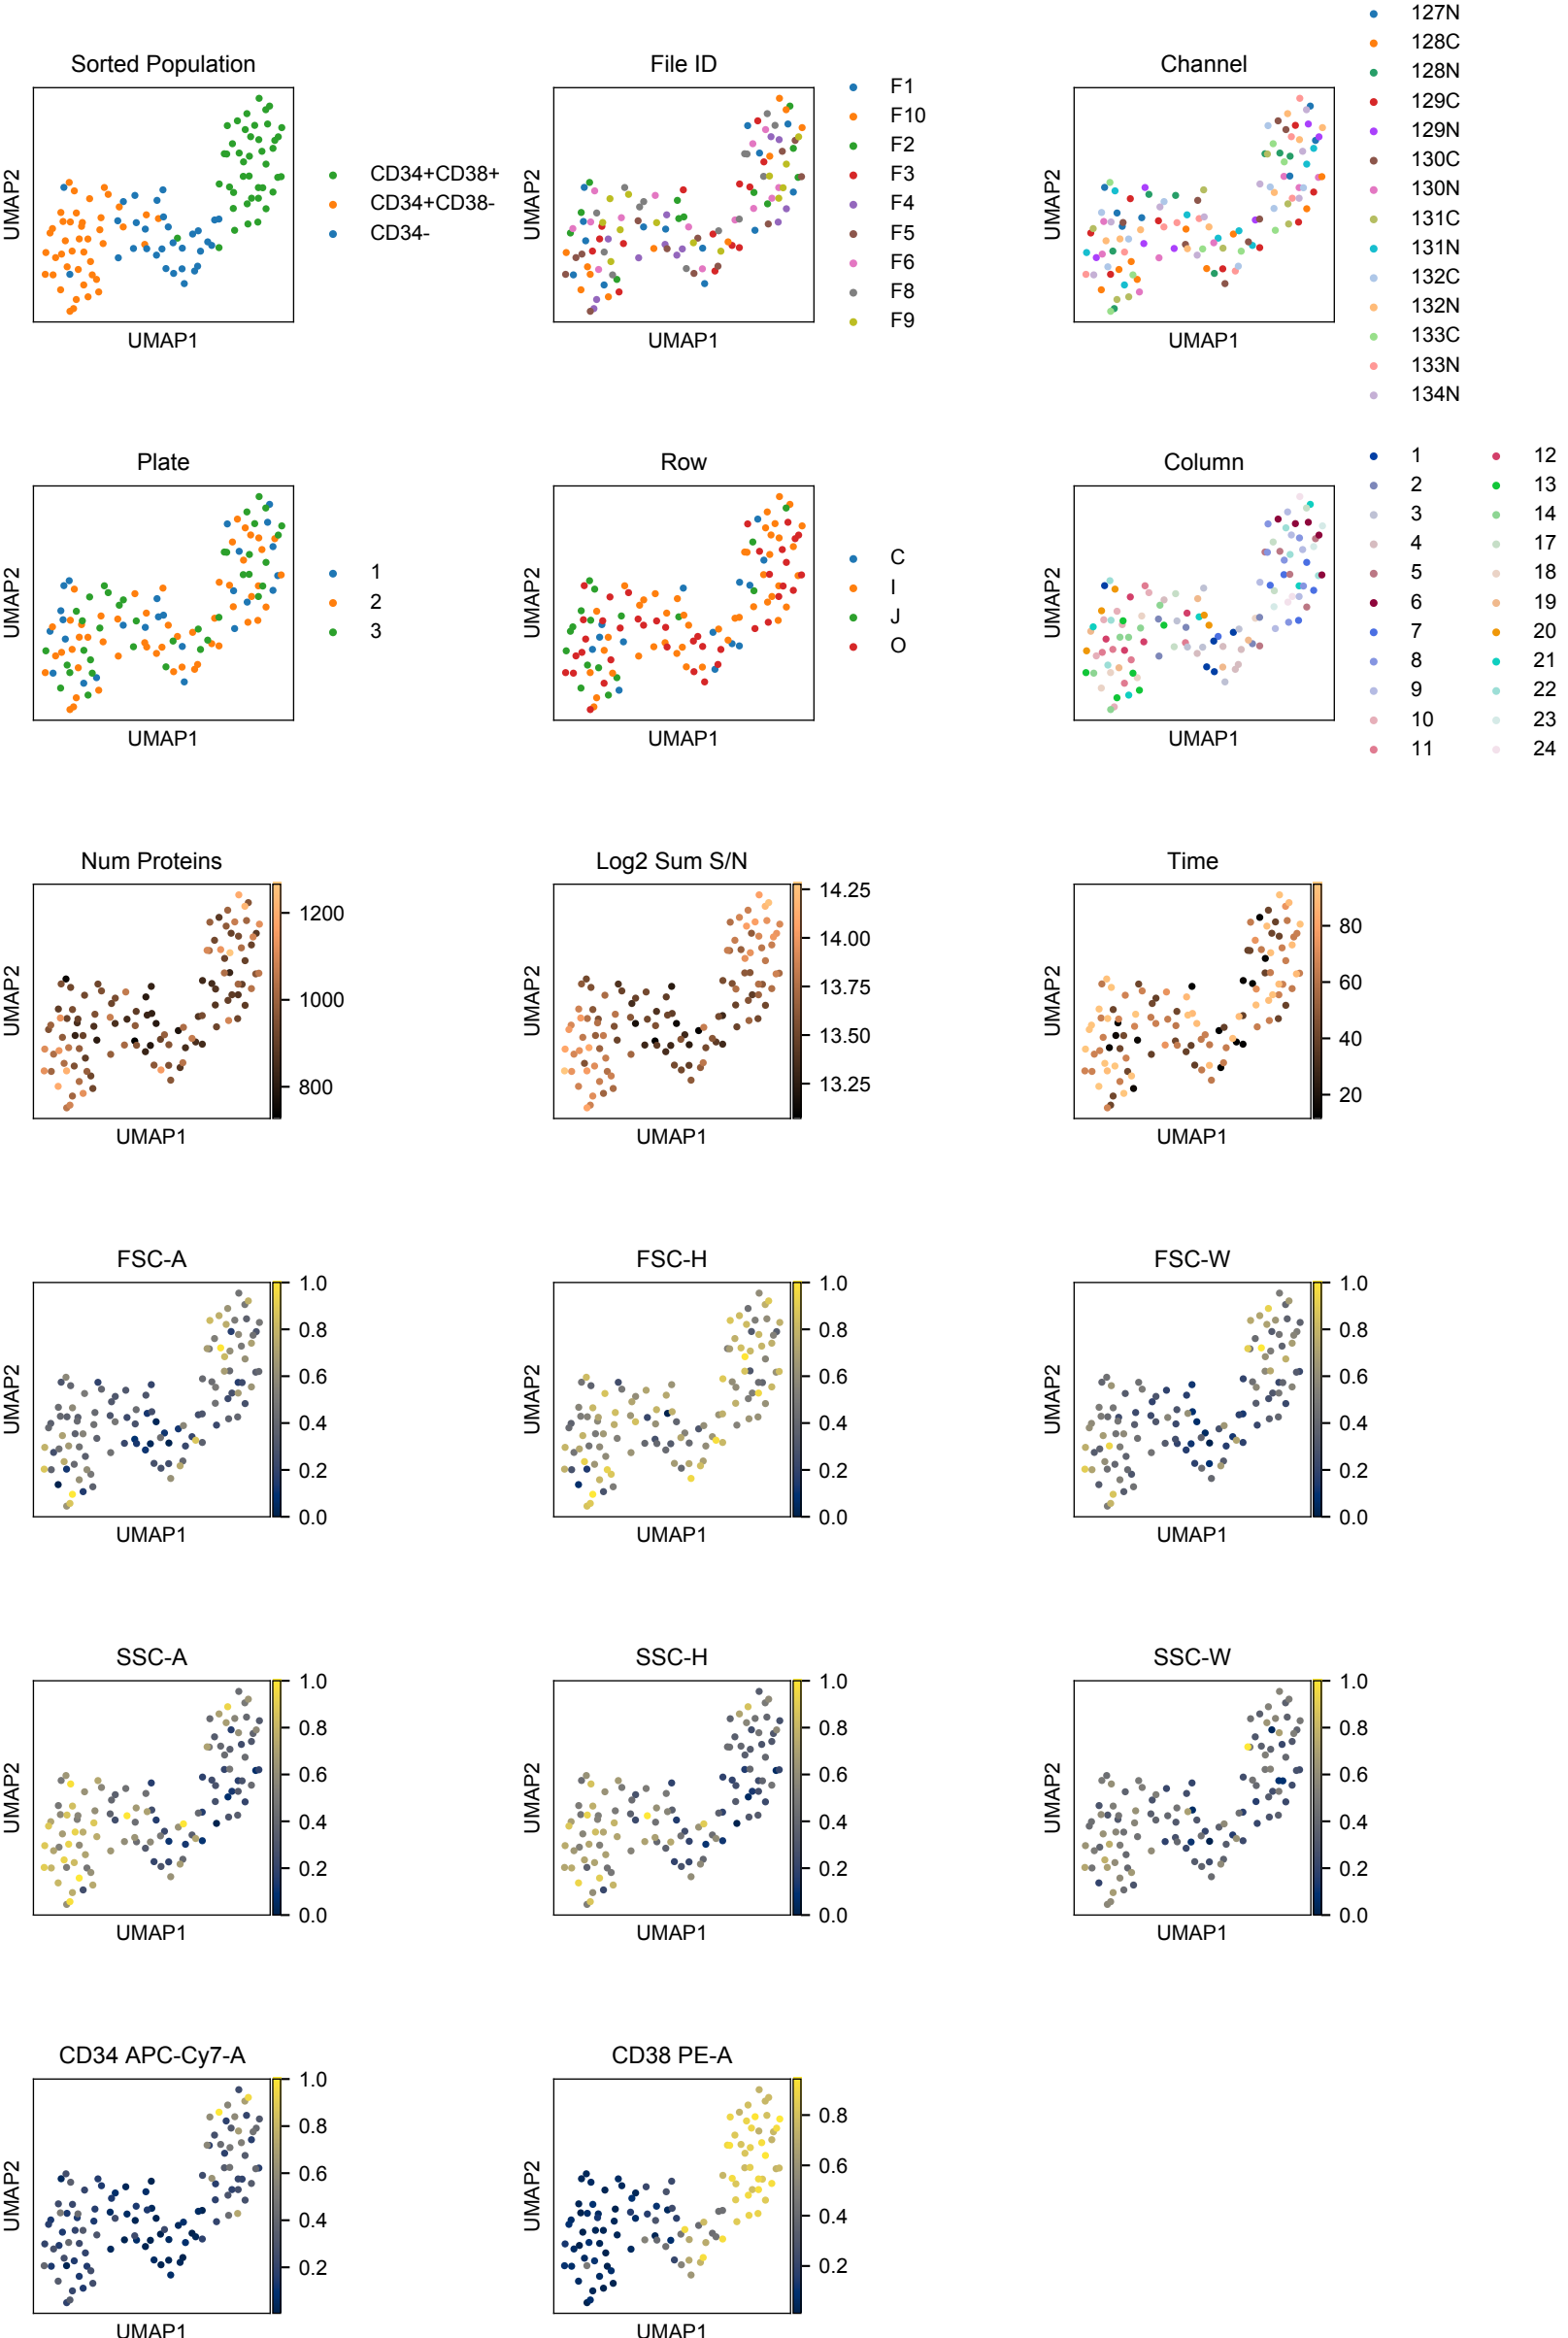 Sorted Population
UMAP2
UMAP1
CD34+CD38+
CD34+CD38-
CD34-
File ID
UMAP2
UMAP1
F1
F10
F2
F3
F4
F5
F6
F8
F9
Channel
UMAP2
UMAP1
127N
128C
128N
129C
129N
130C
130N
131C
131N
132C
132N
133C
133N
134N
Plate
UMAP2
UMAP1
1
2
3
Row
UMAP2
UMAP1
C
I
J
O
Column
UMAP2
UMAP1
1
2
3
4
5
6
7
8
9
10
11
12
13
14
17
18
19
20
21
22
23
24
Num Proteins
UMAP2
UMAP1
1200
1000
800
Log2 Sum S/N
UMAP2
UMAP1
14.25
14.00
13.75
13.50
13.25
Time
UMAP2
UMAP1
80
60
40
20
FSC-A
UMAP2
UMAP1
1.0
0.8
0.6
0.4
0.2
0.0
FSC-H
UMAP2
UMAP1
1.0
0.8
0.6
0.4
0.2
0.0
FSC-W
UMAP2
UMAP1
1.0
0.8
0.6
0.4
0.2
0.0
SSC-A
UMAP2
UMAP1
1.0
0.8
0.6
0.4
0.2
0.0
SSC-H
UMAP2
UMAP1
1.0
0.8
0.6
0.4
0.2
0.0
SSC-W
UMAP2
UMAP1
1.0
0.8
0.6
0.4
0.2
0.0
CD34 APC-Cy7-A
UMAP2
UMAP1
1.0
0.8
0.6
0.4
0.2
CD38 PE-A
UMAP2
UMAP1
0.8
0.6
0.4
0.2